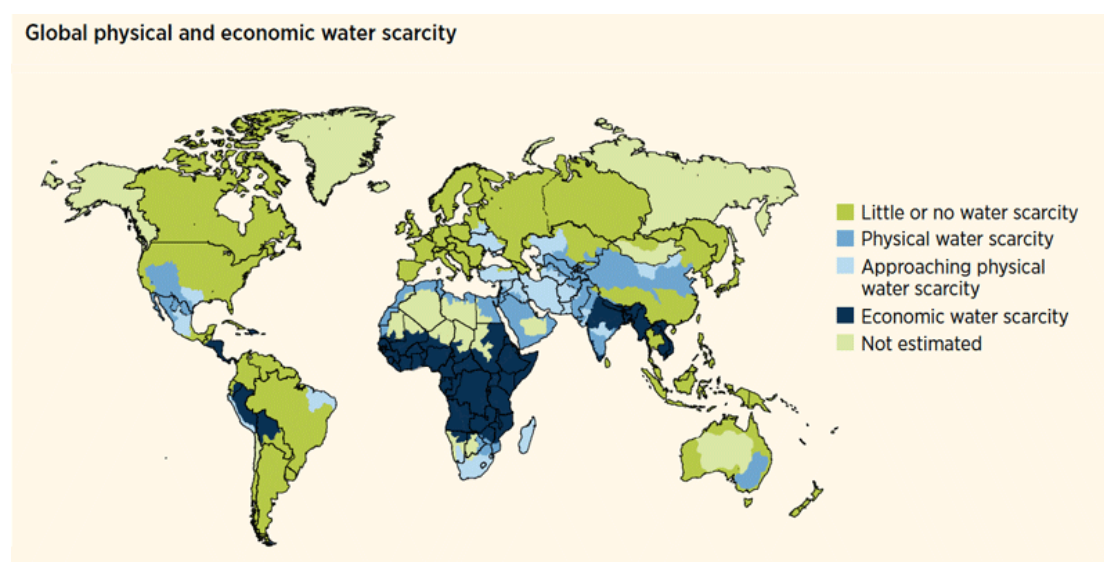 Global physical and economic water scarcity
Little or no water scarcity
Physical water scarcity
Approaching physical
water scarcity
Economic water scarcity
Not estimated